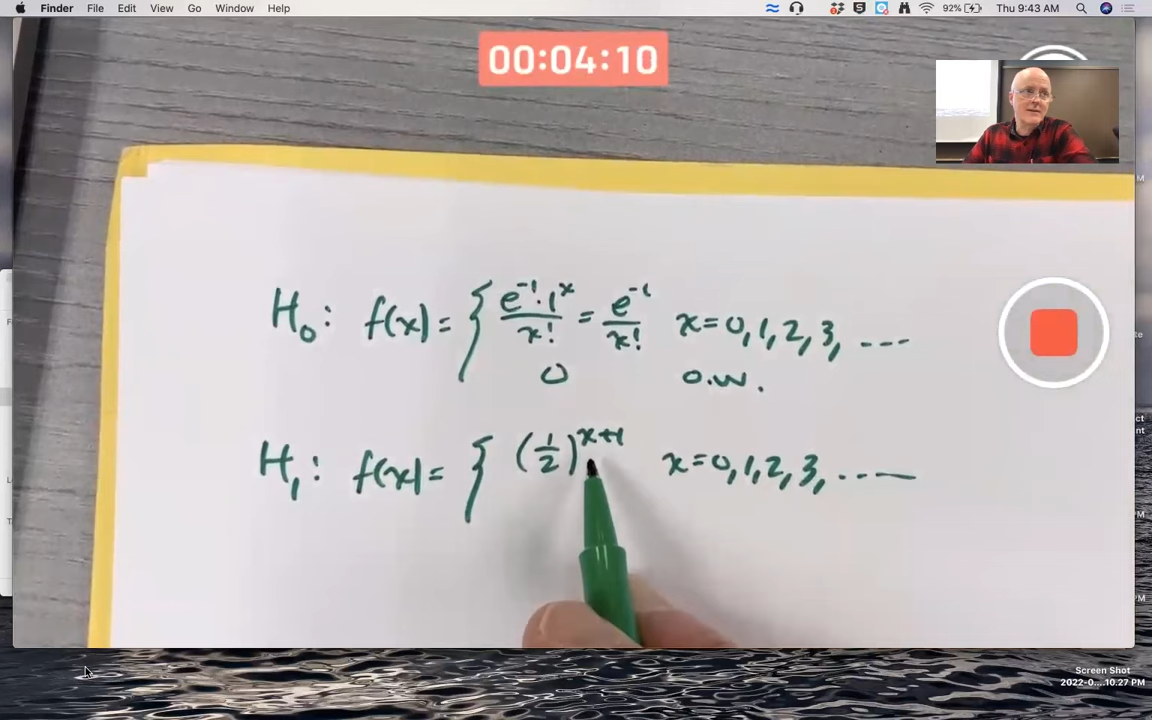 Finder File Edit View Go Window Help 92% Thu 9:43 AM
00:04:10
H₀: f(x) = { e⁻¹·1ˣ/x! = e⁻¹/x! x=0,1,2,3, ----
0 o.w.
H₁: f(x) = { (1/2)ˣ⁺¹ x=0,1,2,3, ----
Screen Shot
2022-0....10.27 PM